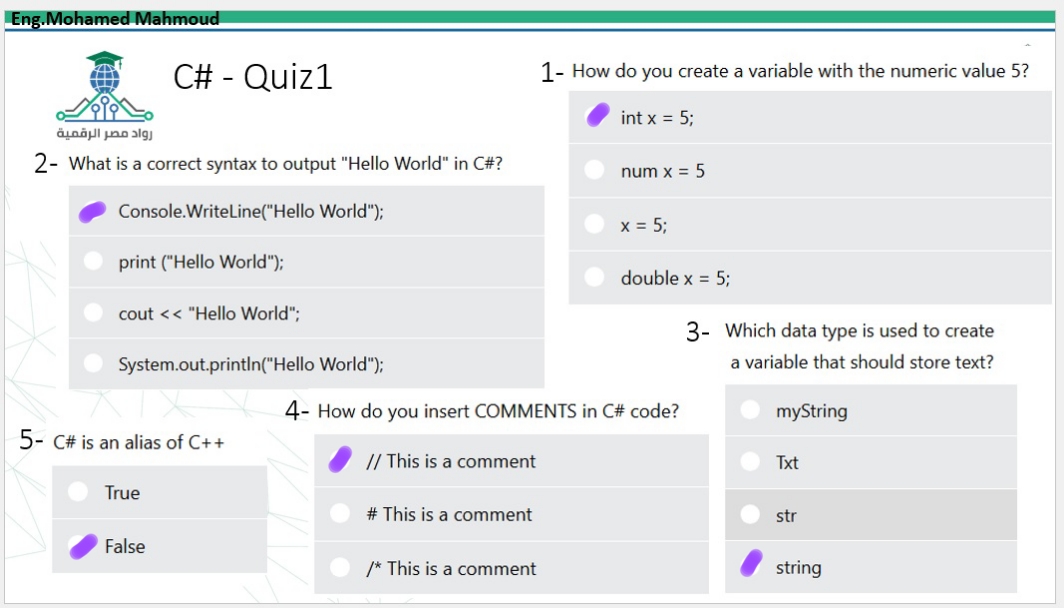 Eng.Mohamed Mahmoud
رواد مصر الرقمية
C# - Quiz1
1- How do you create a variable with the numeric value 5?
int x = 5;
num x = 5
x = 5;
double x = 5;
2- What is a correct syntax to output "Hello World" in C#?
Console.WriteLine("Hello World");
print ("Hello World");
cout << "Hello World";
System.out.println("Hello World");
3- Which data type is used to create
a variable that should store text?
myString
Txt
str
string
4- How do you insert COMMENTS in C# code?
// This is a comment
# This is a comment
/* This is a comment
5- C# is an alias of C++
True
False